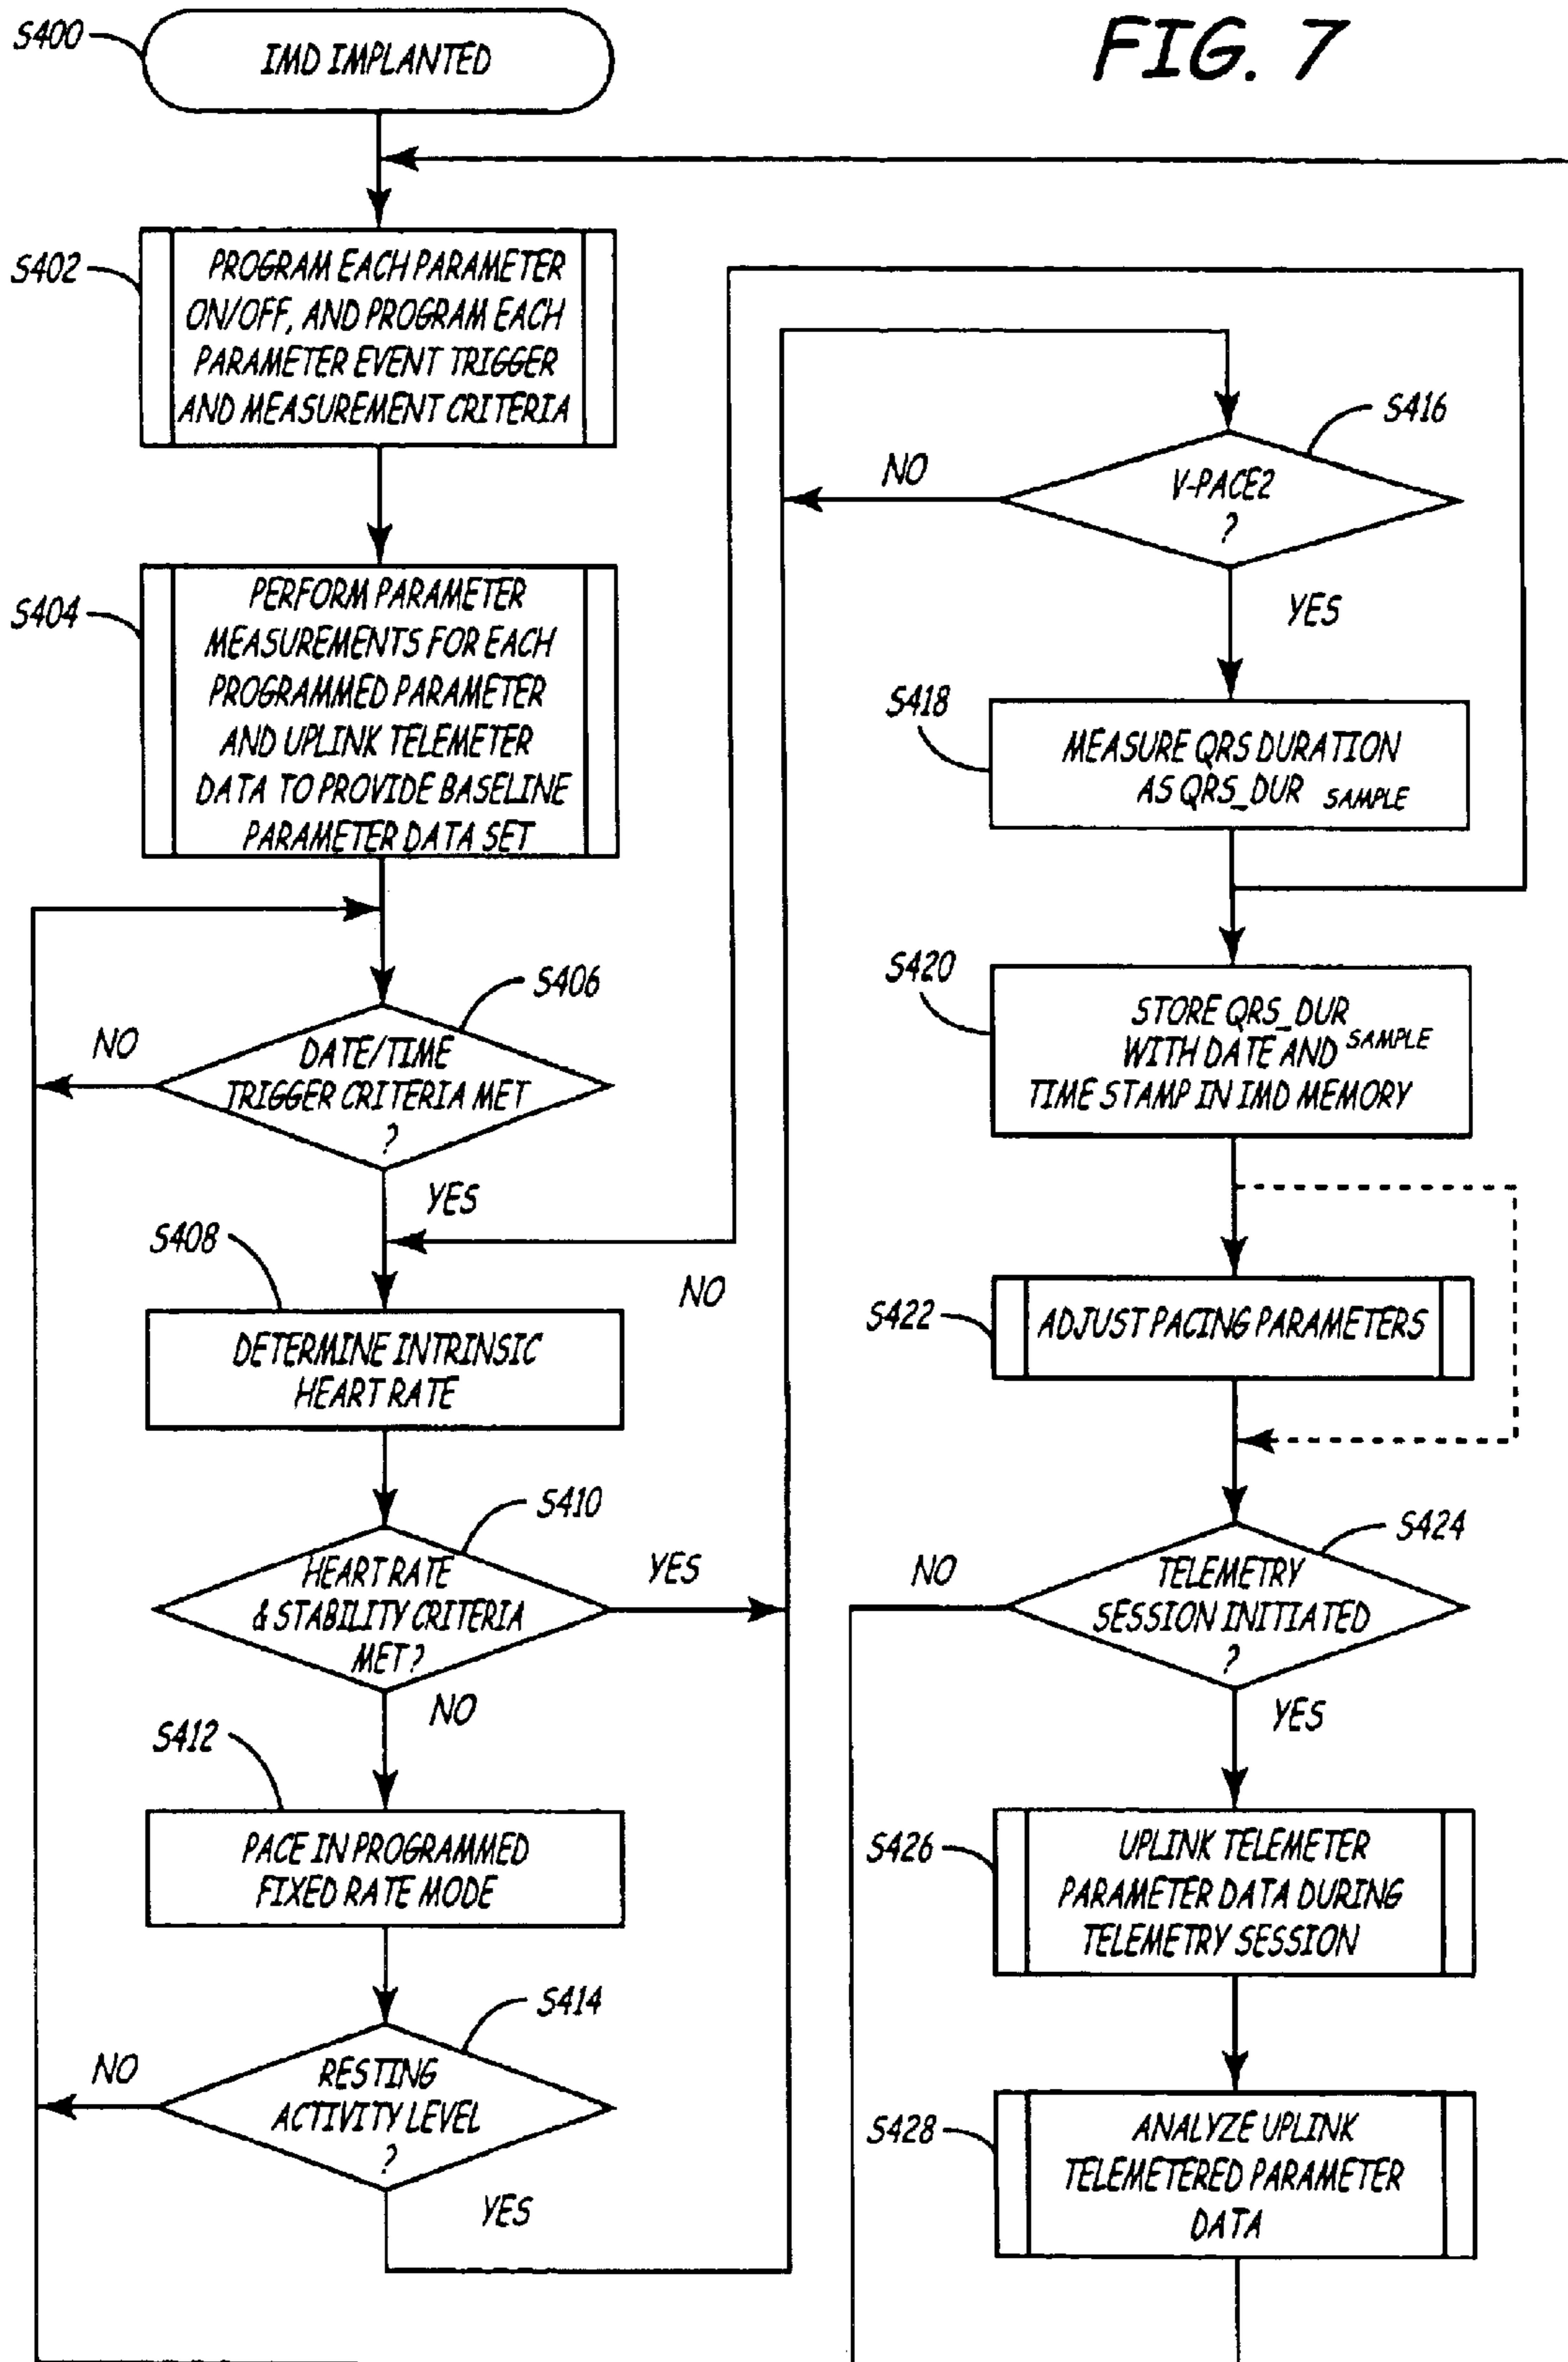 FIG. 7
S400
IMD IMPLANTED
S402
PROGRAM EACH PARAMETER
ON/OFF, AND PROGRAM EACH
PARAMETER EVENT TRIGGER
AND MEASUREMENT CRITERIA
S404
PERFORM PARAMETER
MEASUREMENTS FOR EACH
PROGRAMMED PARAMETER
AND UPLINK TELEMETER
DATA TO PROVIDE BASELINE
PARAMETER DATA SET
S406
NO
DATE/TIME
TRIGGER CRITERIA MET
?
YES
S408
NO
DETERMINE INTRINSIC
HEART RATE
S410
HEART RATE
& STABILITY CRITERIA
MET?
YES
NO
S412
PACE IN PROGRAMMED
FIXED RATE MODE
S414
NO
RESTING
ACTIVITY LEVEL
?
YES
S416
NO
V-PACE2
?
YES
S418
MEASURE QRS DURATION
AS QRS_DUR SAMPLE
S420
STORE QRS_DUR
WITH DATE AND SAMPLE
TIME STAMP IN IMD MEMORY
S422
ADJUST PACING PARAMETERS
S424
NO
TELEMETRY
SESSION INITIATED
?
YES
S426
UPLINK TELEMETER
PARAMETER DATA DURING
TELEMETRY SESSION
S428
ANALYZE UPLINK
TELEMETERED PARAMETER
DATA